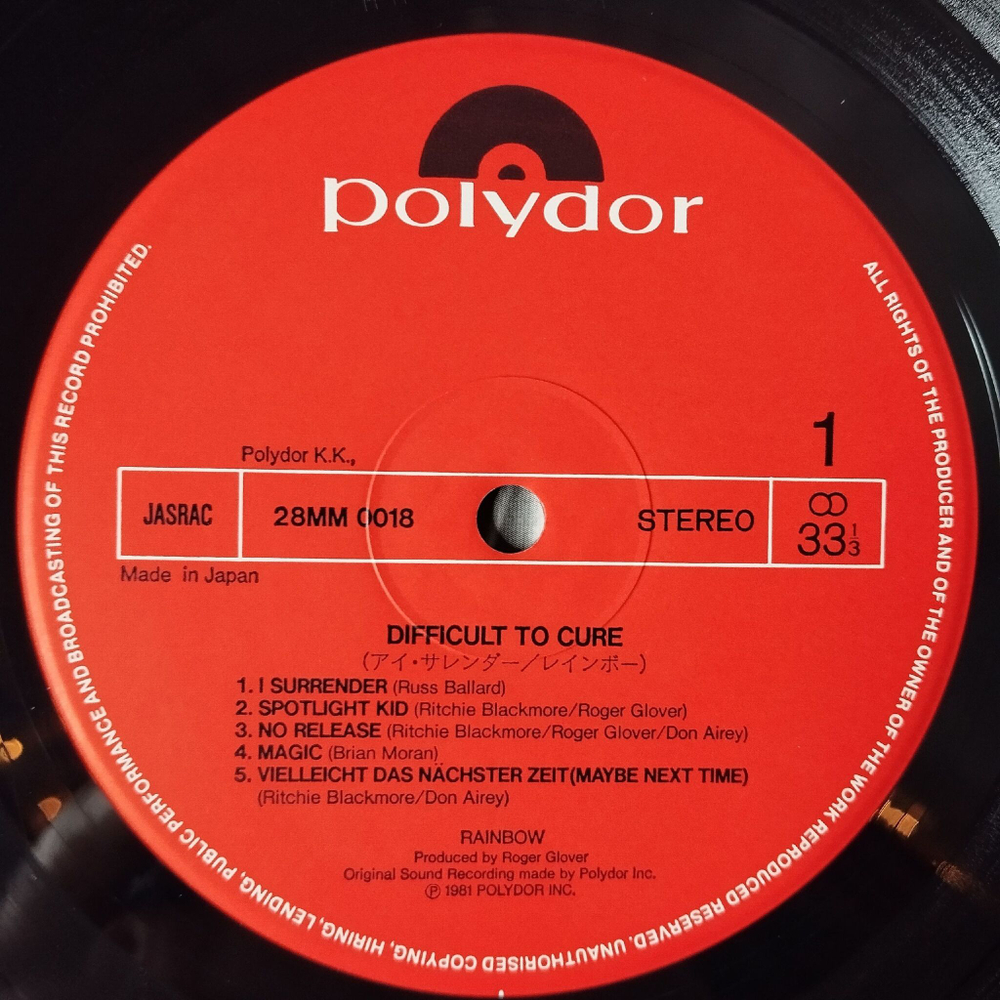 polydor
ALL RIGHTS OF THE PRODUCER AND OF THE OWNER OF THE WORK REPRODUCED RESERVED. UNAUTHORISED COPYING, HIRING, LENDING, PUBLIC PERFORMANCE AND BROADCASTING OF THIS RECORD PROHIBITED.
1
Polydor K.K.,
JASRAC 28MM 0018 STEREO 33 1/3
Made in Japan
DIFFICULT TO CURE
(アイ・サレンダー/レインボー)
1. I SURRENDER (Russ Ballard)
2. SPOTLIGHT KID (Ritchie Blackmore/Roger Glover)
3. NO RELEASE (Ritchie Blackmore/Roger Glover/Don Airey)
4. MAGIC (Brian Moran)
5. VIELLEICHT DAS NÄCHSTER ZEIT(MAYBE NEXT TIME)
(Ritchie Blackmore/Don Airey)
RAINBOW
Produced by Roger Glover
Original Sound Recording made by Polydor Inc.
℗ 1981 POLYDOR INC.